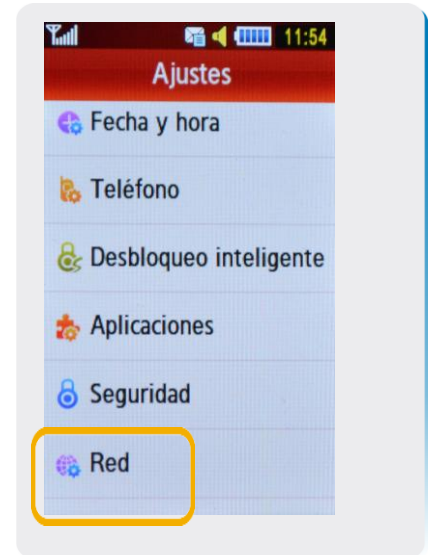 11:54
Ajustes
Fecha y hora
Teléfono
Desbloqueo inteligente
Aplicaciones
Seguridad
Red